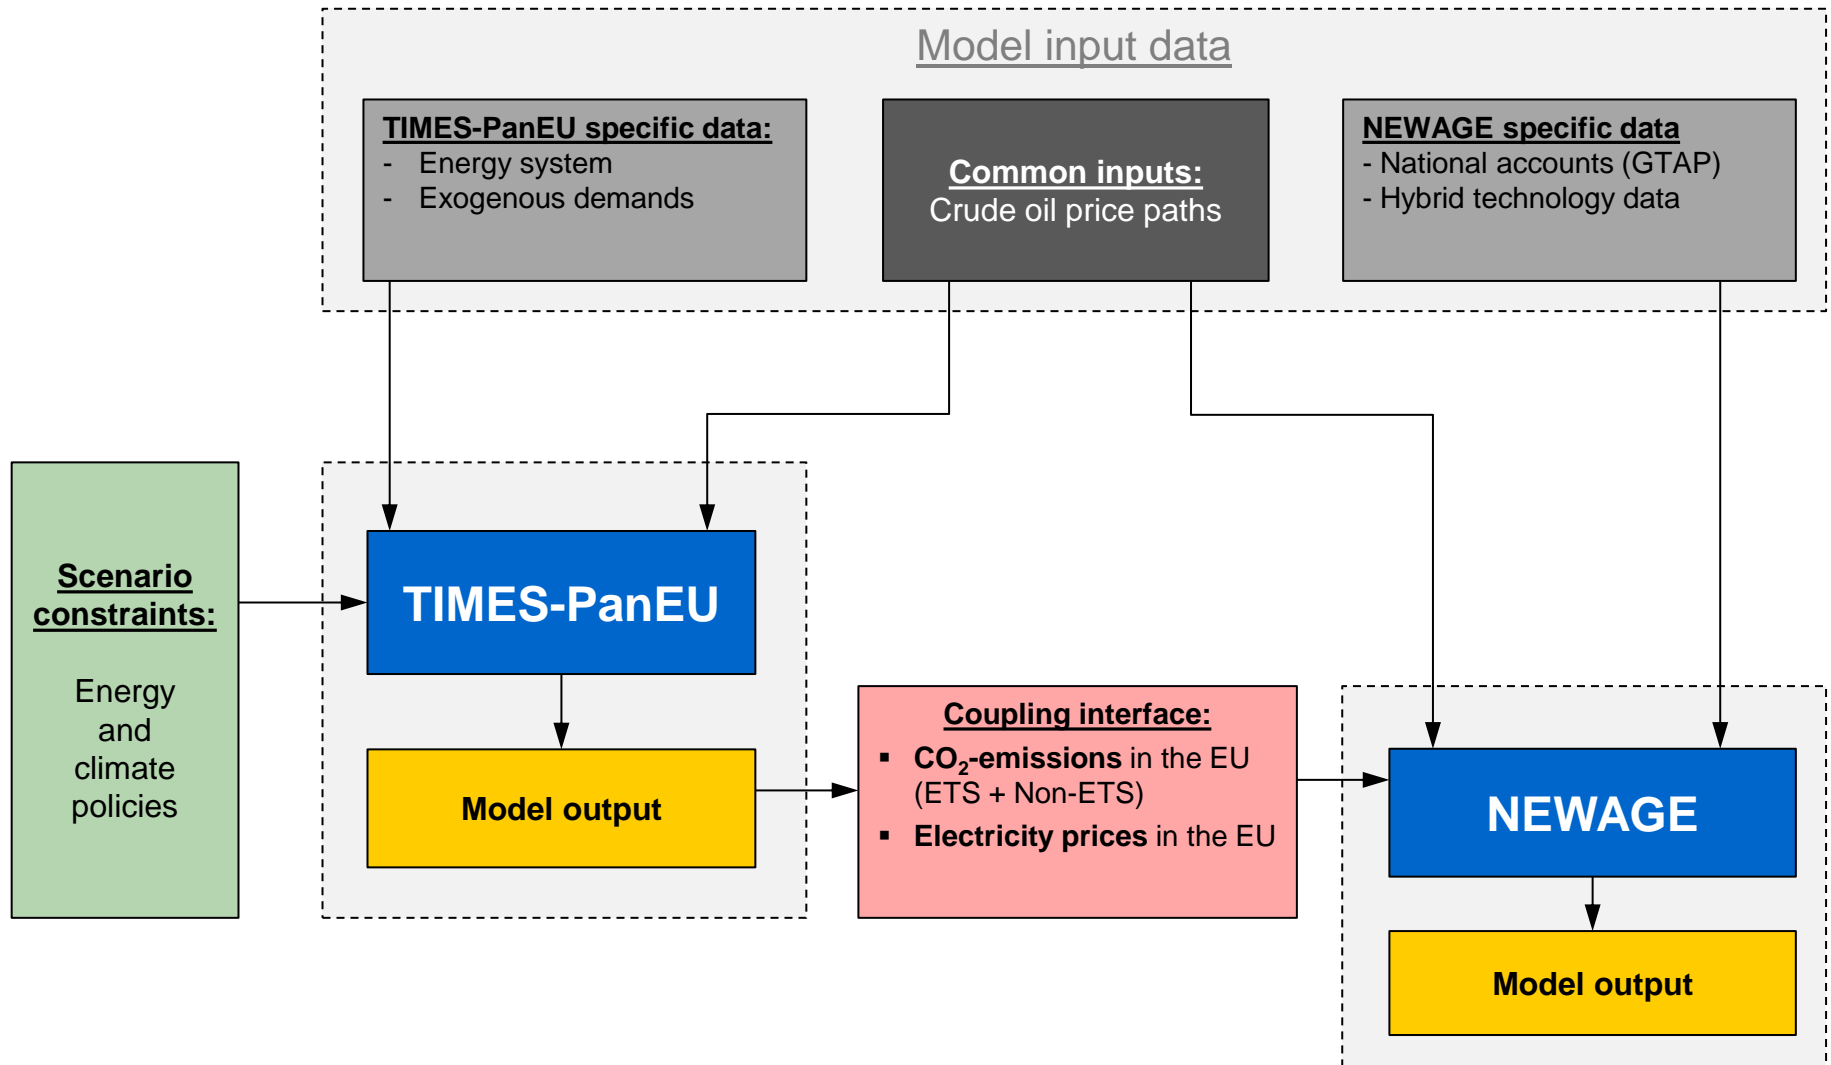 Model input data
TIMES-PanEU specific data:
- Energy system
- Exogenous demands
Common inputs:
Crude oil price paths
NEWAGE specific data
- National accounts (GTAP)
- Hybrid technology data
Scenario
constraints:
Energy
and
climate
policies
TIMES-PanEU
Model output
Coupling interface:
▪ CO₂-emissions in the EU
(ETS + Non-ETS)
▪ Electricity prices in the EU
NEWAGE
Model output